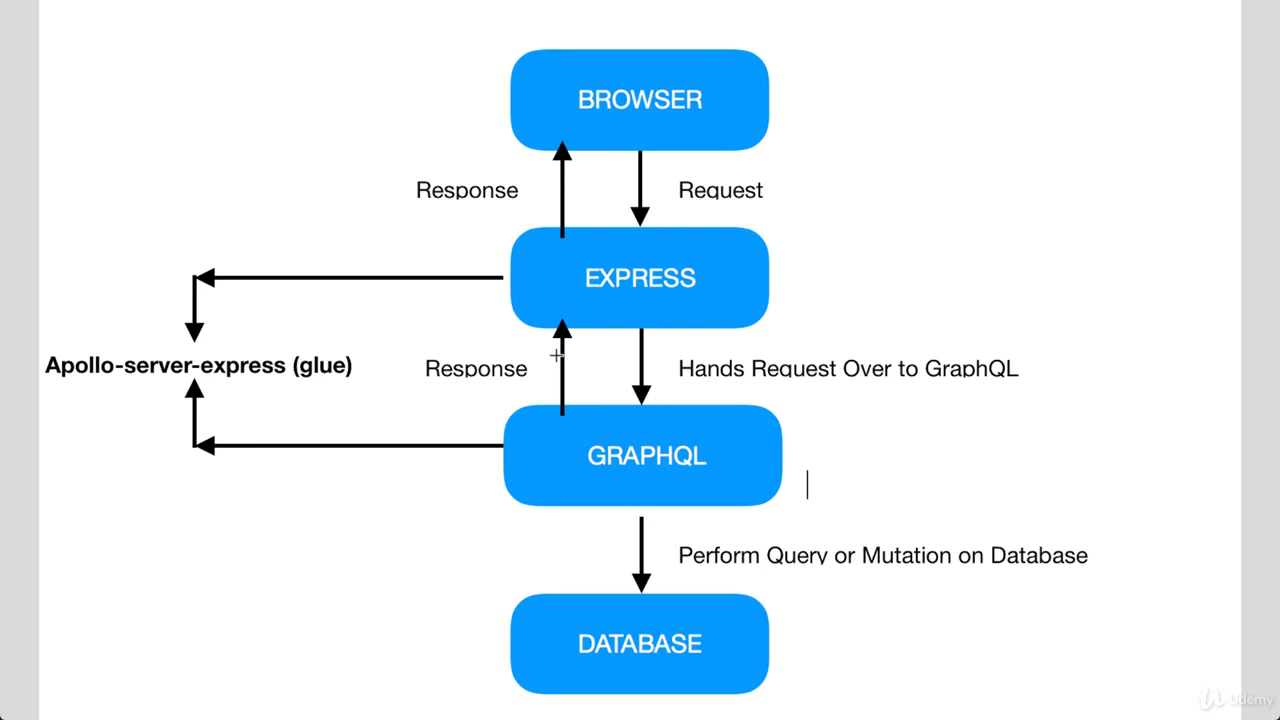 BROWSER
Response
Request
EXPRESS
Apollo-server-express (glue)
Response
Hands Request Over to GraphQL
GRAPHQL
Perform Query or Mutation on Database
DATABASE
Udemy